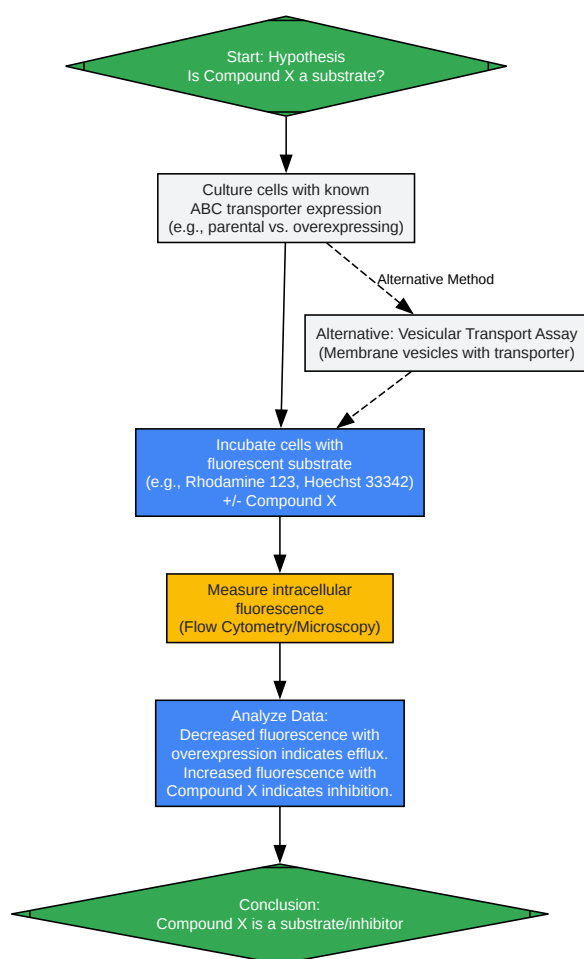 Start: Hypothesis
Is Compound X a substrate?
Culture cells with known
ABC transporter expression
(e.g., parental vs. overexpressing)
Alternative Method
Alternative: Vesicular Transport Assay
(Membrane vesicles with transporter)
Incubate cells with
fluorescent substrate
(e.g., Rhodamine 123, Hoechst 33342)
+/- Compound X
Measure intracellular
fluorescence
(Flow Cytometry/Microscopy)
Analyze Data:
Decreased fluorescence with
overexpression indicates efflux.
Increased fluorescence with
Compound X indicates inhibition.
Conclusion:
Compound X is a substrate/inhibitor